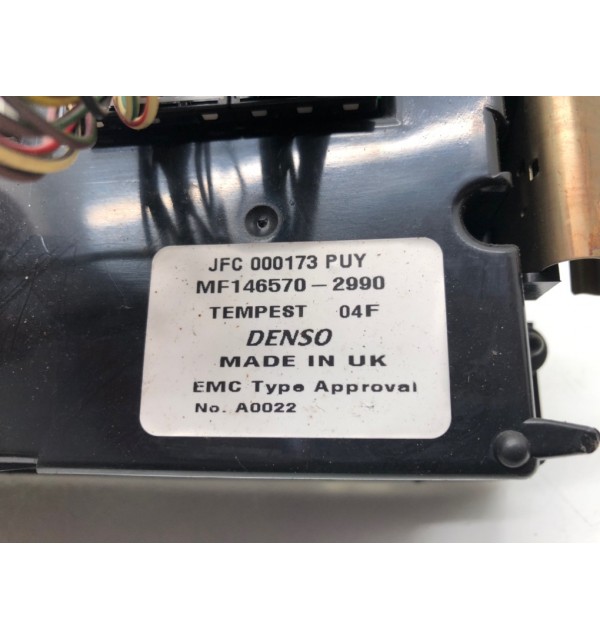 JFC 000173 PUY
MF146570-2990
TEMPEST 04F
DENSO
MADE IN UK
EMC Type Approval
No. A0022